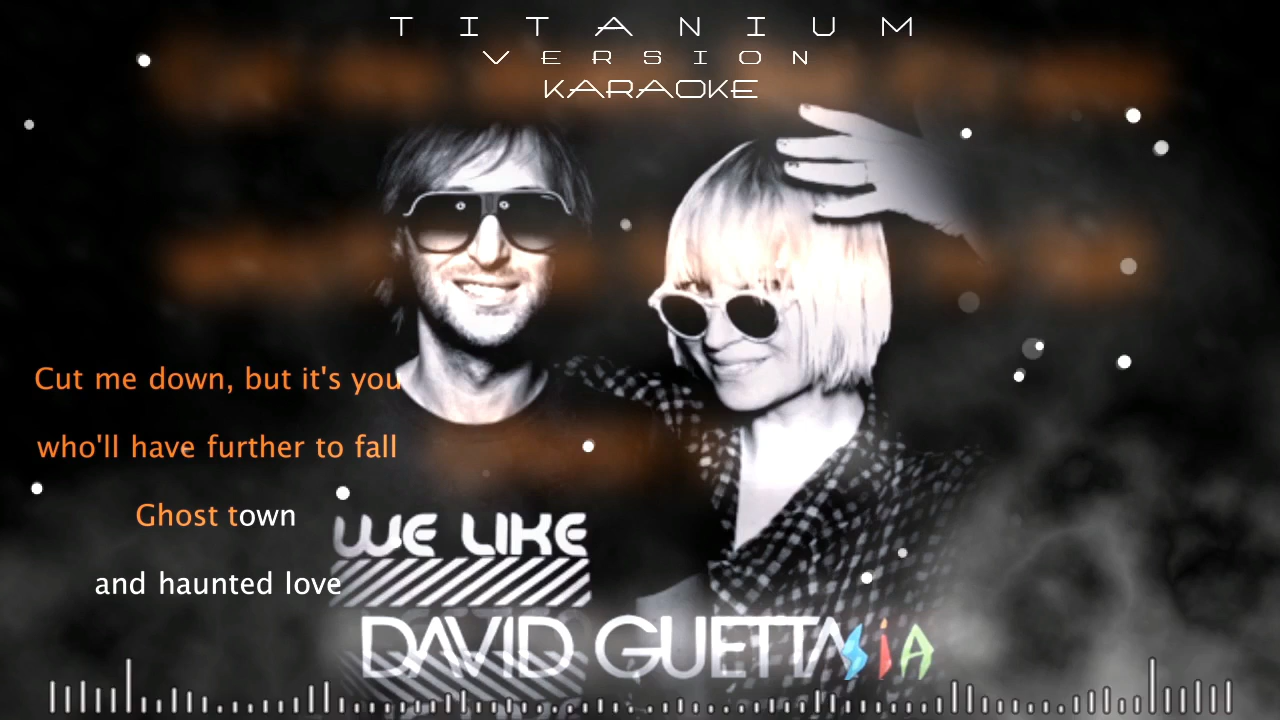 TITANIUM
VERSION
KARAOKE
Cut me down, but it's you
who'll have further to fall
Ghost town
and haunted love
WE LIKE
DAVID GUETTA SiA